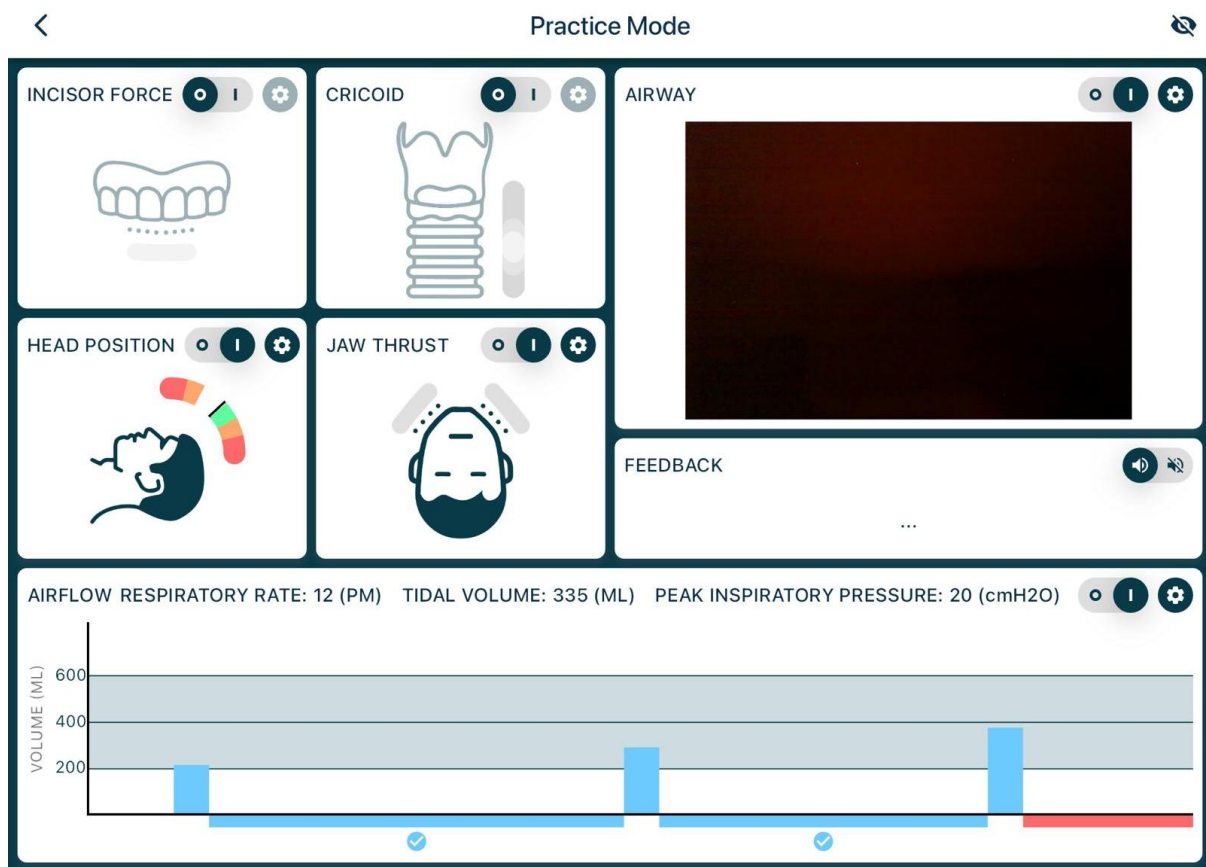 Practice Mode
INCISOR FORCE O I
CRICOID O I
AIRWAY O I
HEAD POSITION O I
JAW THRUST O I
FEEDBACK
...
AIRFLOW RESPIRATORY RATE: 12 (PM) TIDAL VOLUME: 335 (ML) PEAK INSPIRATORY PRESSURE: 20 (cmH2O) O I
VOLUME (ML)
600
400
200